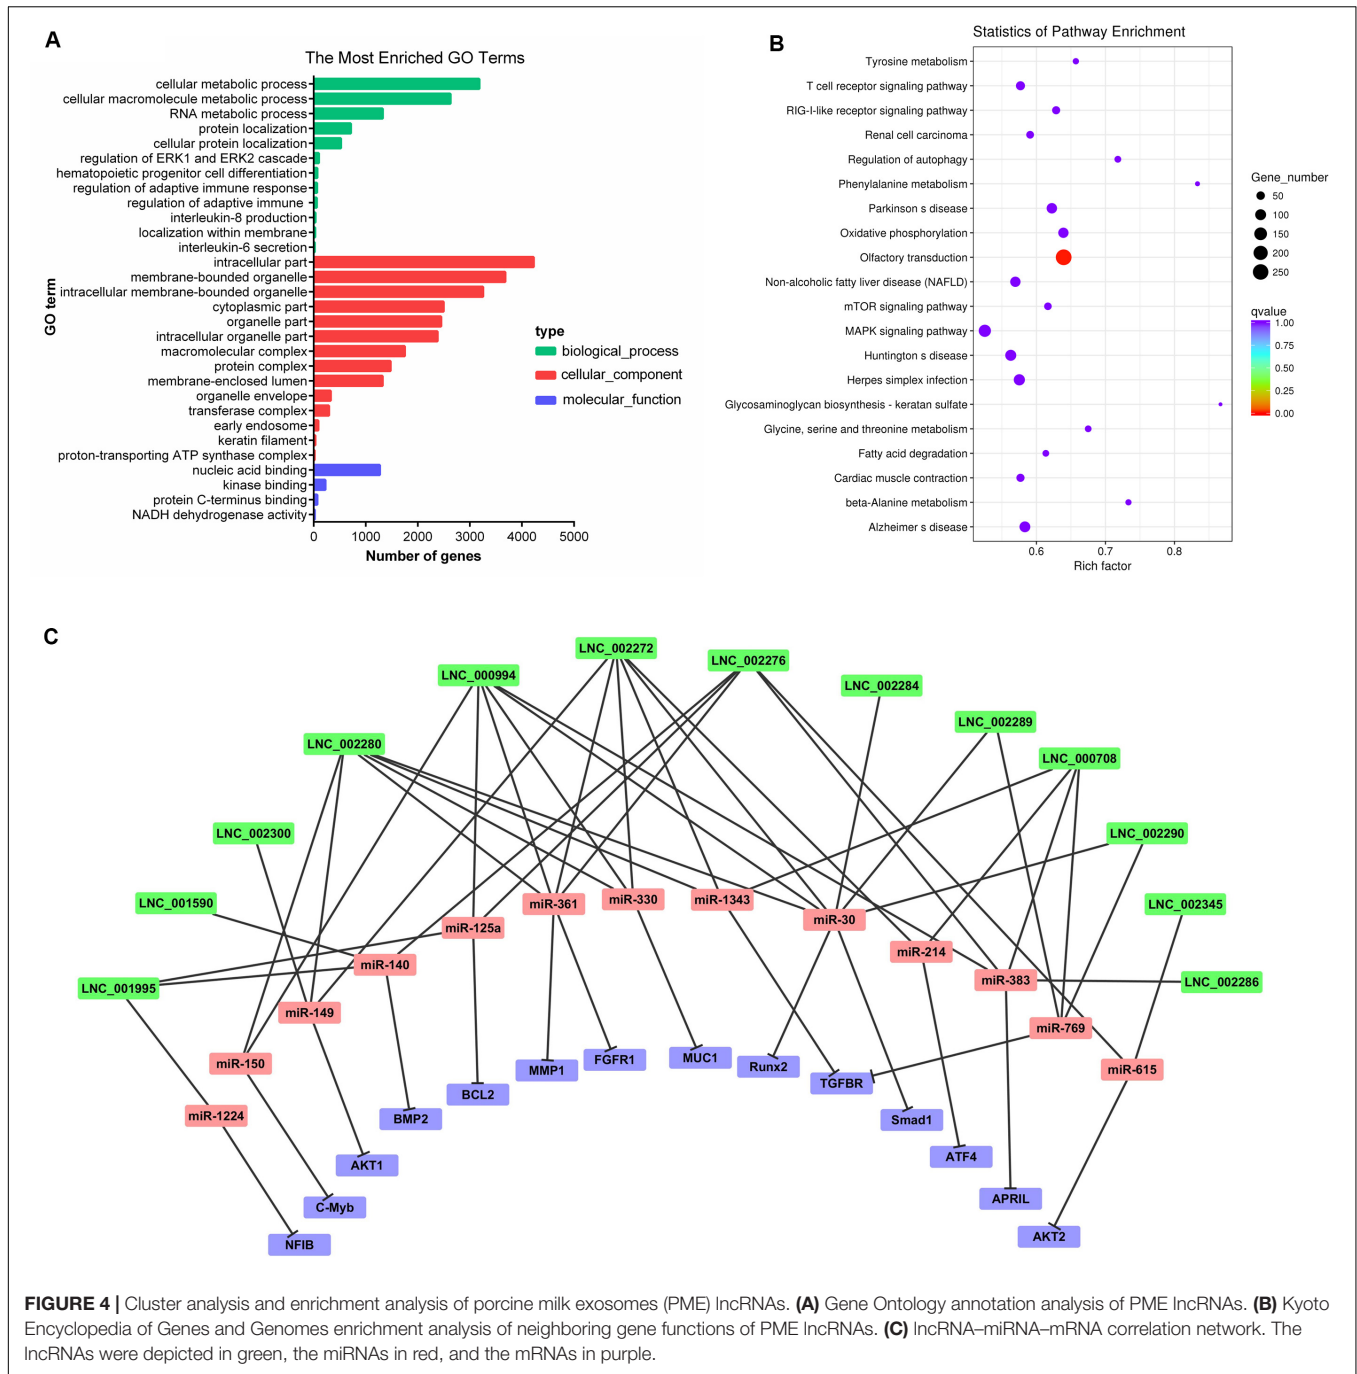 A
The Most Enriched GO Terms
cellular metabolic process
cellular macromolecule metabolic process
RNA metabolic process
protein localization
cellular protein localization
regulation of ERK1 and ERK2 cascade
hematopoietic progenitor cell differentiation
regulation of adaptive immune response
regulation of adaptive immune
interleukin-8 production
localization within membrane
interleukin-6 secretion
intracellular part
membrane-bounded organelle
intracellular membrane-bounded organelle
cytoplasmic part
organelle part
intracellular organelle part
macromolecular complex
protein complex
membrane-enclosed lumen
organelle envelope
transferase complex
early endosome
keratin filament
proton-transporting ATP synthase complex
nucleic acid binding
kinase binding
protein C-terminus binding
NADH dehydrogenase activity
GO term
0 1000 2000 3000 4000 5000
Number of genes
type
biological_process
cellular_component
molecular_function
B
Statistics of Pathway Enrichment
Tyrosine metabolism
T cell receptor signaling pathway
RIG-I-like receptor signaling pathway
Renal cell carcinoma
Regulation of autophagy
Phenylalanine metabolism
Parkinson s disease
Oxidative phosphorylation
Olfactory transduction
Non-alcoholic fatty liver disease (NAFLD)
mTOR signaling pathway
MAPK signaling pathway
Huntington s disease
Herpes simplex infection
Glycosaminoglycan biosynthesis - keratan sulfate
Glycine, serine and threonine metabolism
Fatty acid degradation
Cardiac muscle contraction
beta-Alanine metabolism
Alzheimer s disease
0.6 0.7 0.8
Rich factor
Gene_number
50
100
150
200
250
qvalue
1.00
0.75
0.50
0.25
0.00
C
LNC_002272
LNC_002276
LNC_000994
LNC_002284
LNC_002289
LNC_002280
LNC_000708
LNC_002300
LNC_002290
LNC_001590
LNC_002345
LNC_001995
LNC_002286
miR-361
miR-330
miR-1343
miR-30
miR-125a
miR-214
miR-140
miR-383
miR-149
miR-769
miR-150
miR-615
miR-1224
MMP1
FGFR1
MUC1
Runx2
TGFBR
BCL2
BMP2
Smad1
AKT1
ATF4
C-Myb
APRIL
NFIB
AKT2
FIGURE 4 | Cluster analysis and enrichment analysis of porcine milk exosomes (PME) lncRNAs. (A) Gene Ontology annotation analysis of PME lncRNAs. (B) Kyoto
Encyclopedia of Genes and Genomes enrichment analysis of neighboring gene functions of PME lncRNAs. (C) lncRNA–miRNA–mRNA correlation network. The
lncRNAs were depicted in green, the miRNAs in red, and the mRNAs in purple.